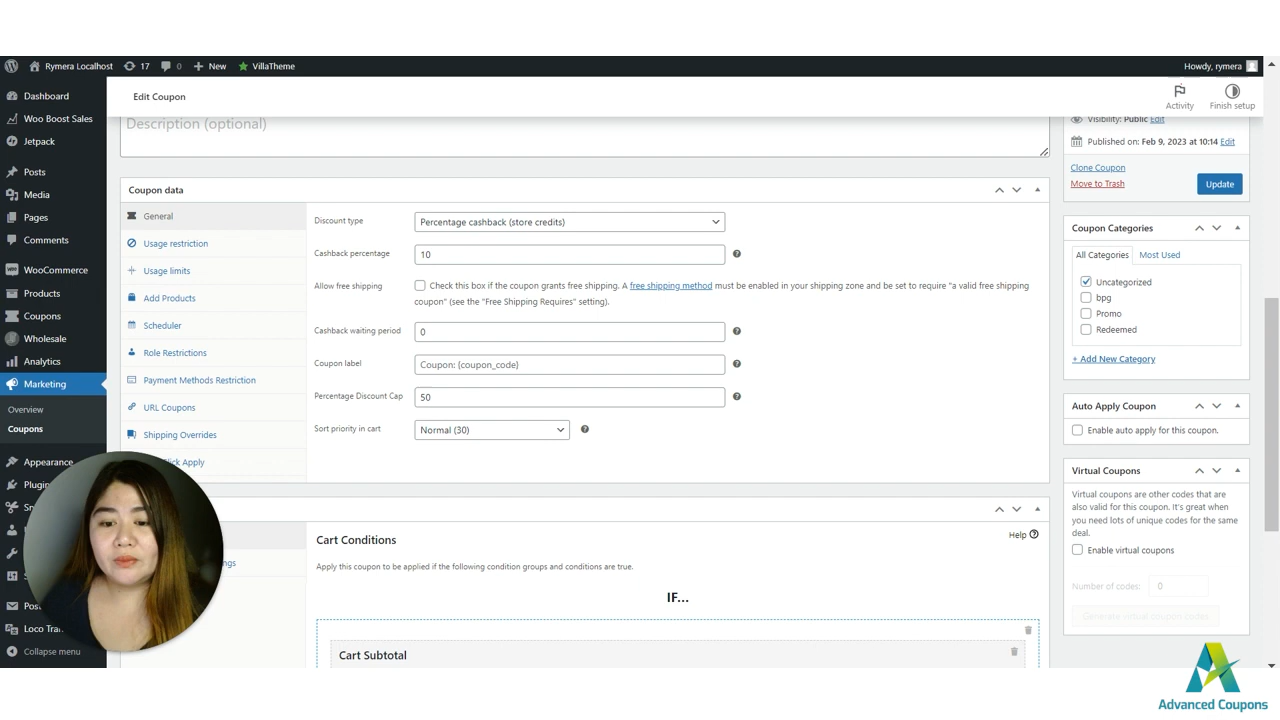 Rymera Localhost
17
0
New
VillaTheme
Howdy, rymera
Dashboard
Woo Boost Sales
Jetpack
Posts
Media
Pages
Comments
WooCommerce
Products
Coupons
Wholesale
Analytics
Marketing
Overview
Coupons
Appearance
Collapse menu
Edit Coupon
Activity
Finish setup
Description (optional)
Coupon data
General
Usage restriction
Usage limits
Add Products
Scheduler
Role Restrictions
Payment Methods Restriction
URL Coupons
Shipping Overrides
Apply
Discount type
Percentage cashback (store credits)
Cashback percentage
10
Allow free shipping
Check this box if the coupon grants free shipping. A free shipping method must be enabled in your shipping zone and be set to require "a valid free shipping
coupon" (see the "Free Shipping Requires" setting).
Cashback waiting period
0
Coupon label
Coupon: {coupon_code}
Percentage Discount Cap
50
Sort priority in cart
Normal (30)
Cart Conditions
Help
Apply this coupon to be applied if the following condition groups and conditions are true.
IF...
Cart Subtotal
Visibility: Public Edit
Published on: Feb 9, 2023 at 10:14 Edit
Clone Coupon
Move to Trash
Update
Coupon Categories
All Categories
Most Used
Uncategorized
bpg
Promo
Redeemed
+ Add New Category
Auto Apply Coupon
Enable auto apply for this coupon.
Virtual Coupons
Virtual coupons are other codes that are
also valid for this coupon. It's great when
you need lots of unique codes for the same
deal.
Enable virtual coupons
Number of codes:
0
Generate virtual coupon codes
Advanced Coupons